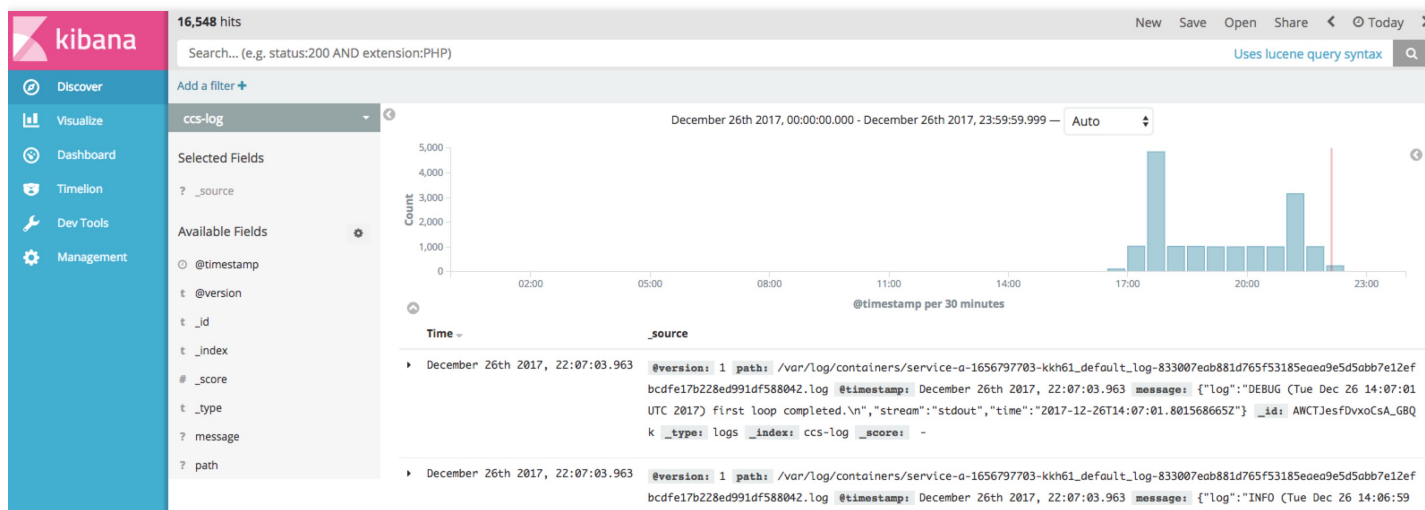 kibana
Discover
Visualize
Dashboard
Timelion
Dev Tools
Management
16,548 hits
New Save Open Share Today
Search... (e.g. status:200 AND extension:PHP)
Uses lucene query syntax
Add a filter +
ccs-log
Selected Fields
? _source
Available Fields
@timestamp
t @version
t _id
t _index
# _score
t _type
? message
? path
December 26th 2017, 00:00:00.000 - December 26th 2017, 23:59:59.999 — Auto
5,000
4,000
3,000
2,000
1,000
0
Count
02:00 05:00 08:00 11:00 14:00 17:00 20:00 23:00
@timestamp per 30 minutes
Time _source
December 26th 2017, 22:07:03.963 @version: 1 path: /var/log/containers/service-a-1656797703-kkh61_default_log-833007eab881d765f53185eaea9e5d5abb7e12ef
bcdfe17b228ed991df588042.log @timestamp: December 26th 2017, 22:07:03.963 message: {"log":"DEBUG (Tue Dec 26 14:07:01
UTC 2017) first loop completed.\n","stream":"stdout","time":"2017-12-26T14:07:01.801568665Z"} _id: AWCTJesfDvxoCsA_GBQ
k _type: logs _index: ccs-log _score: -
December 26th 2017, 22:07:03.963 @version: 1 path: /var/log/containers/service-a-1656797703-kkh61_default_log-833007eab881d765f53185eaea9e5d5abb7e12ef
bcdfe17b228ed991df588042.log @timestamp: December 26th 2017, 22:07:03.963 message: {"log":"INFO (Tue Dec 26 14:06:59